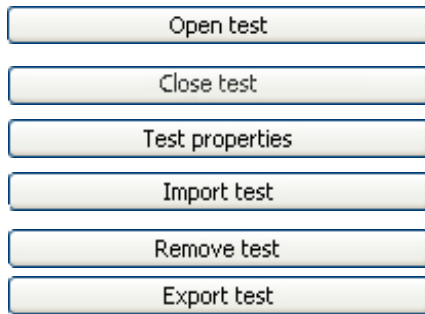 Open test
Close test
Test properties
Import test
Remove test
Export test